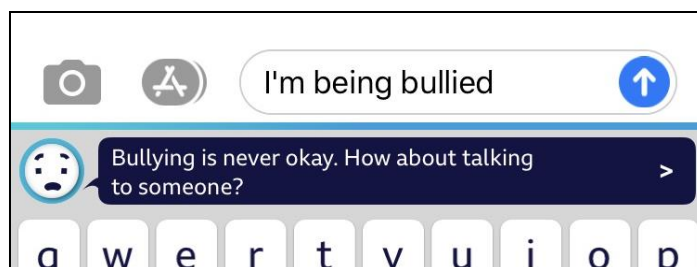 I'm being bullied
Bullying is never okay. How about talking
to someone?
>
q w e r t y u i o p